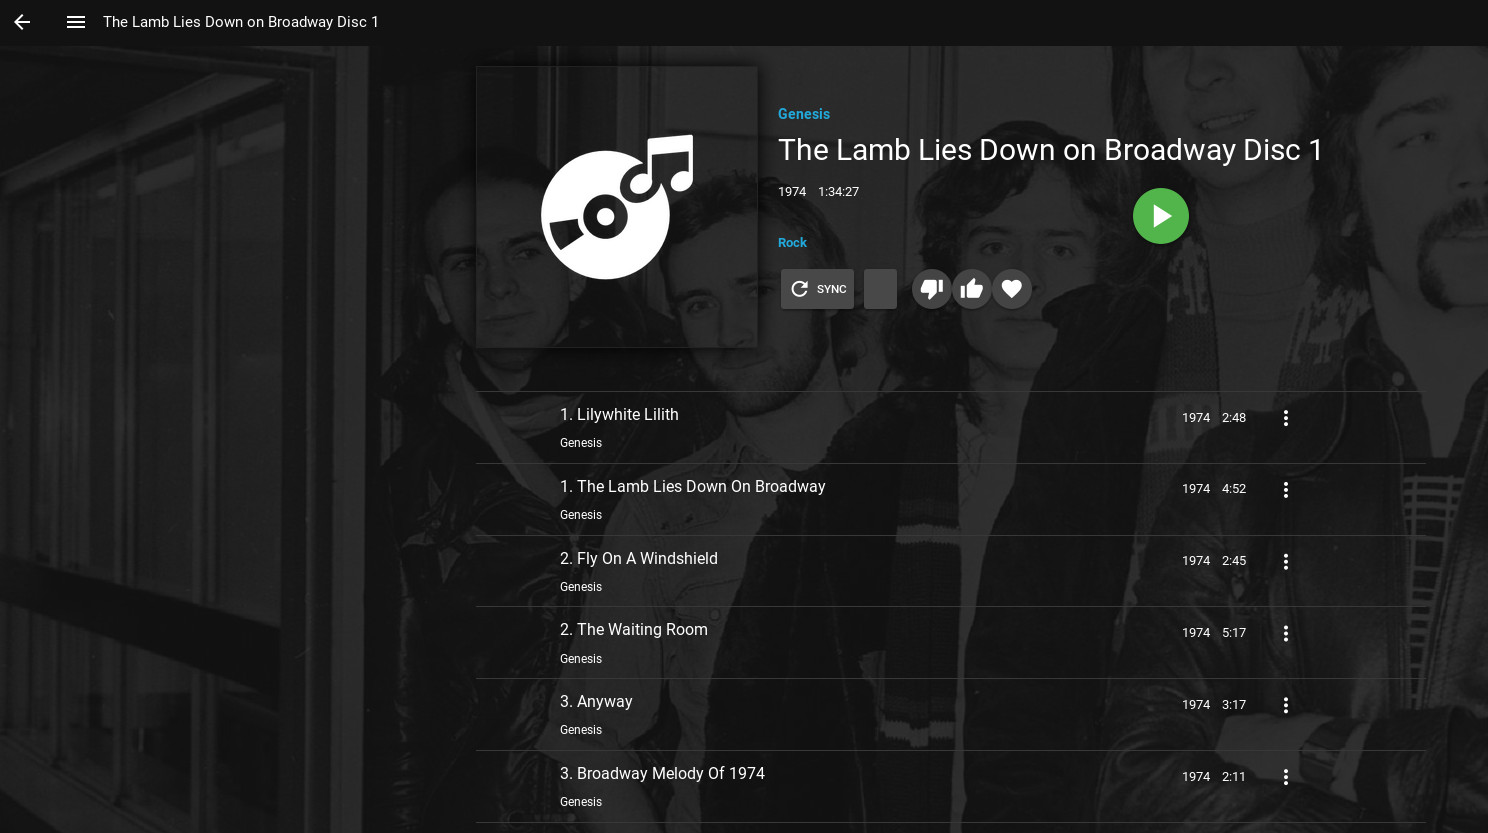 The Lamb Lies Down on Broadway Disc 1
Genesis
The Lamb Lies Down on Broadway Disc 1
1974 1:34:27
Rock
SYNC
1. Lilywhite Lilith 1974 2:48
Genesis
1. The Lamb Lies Down On Broadway 1974 4:52
Genesis
2. Fly On A Windshield 1974 2:45
Genesis
2. The Waiting Room 1974 5:17
Genesis
3. Anyway 1974 3:17
Genesis
3. Broadway Melody Of 1974 1974 2:11
Genesis